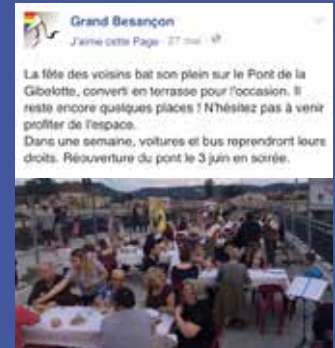 Grand Besançon
J'aime cette Page · 27 mai ·
La fête des voisins bat son plein sur le Pont de la
Gibelotte, converti en terrasse pour l'occasion. Il
reste encore quelques places ! N'hésitez pas à venir
profiter de l'espace.
Dans une semaine, voitures et bus reprendront leurs
droits. Réouverture du pont le 3 juin en soirée.